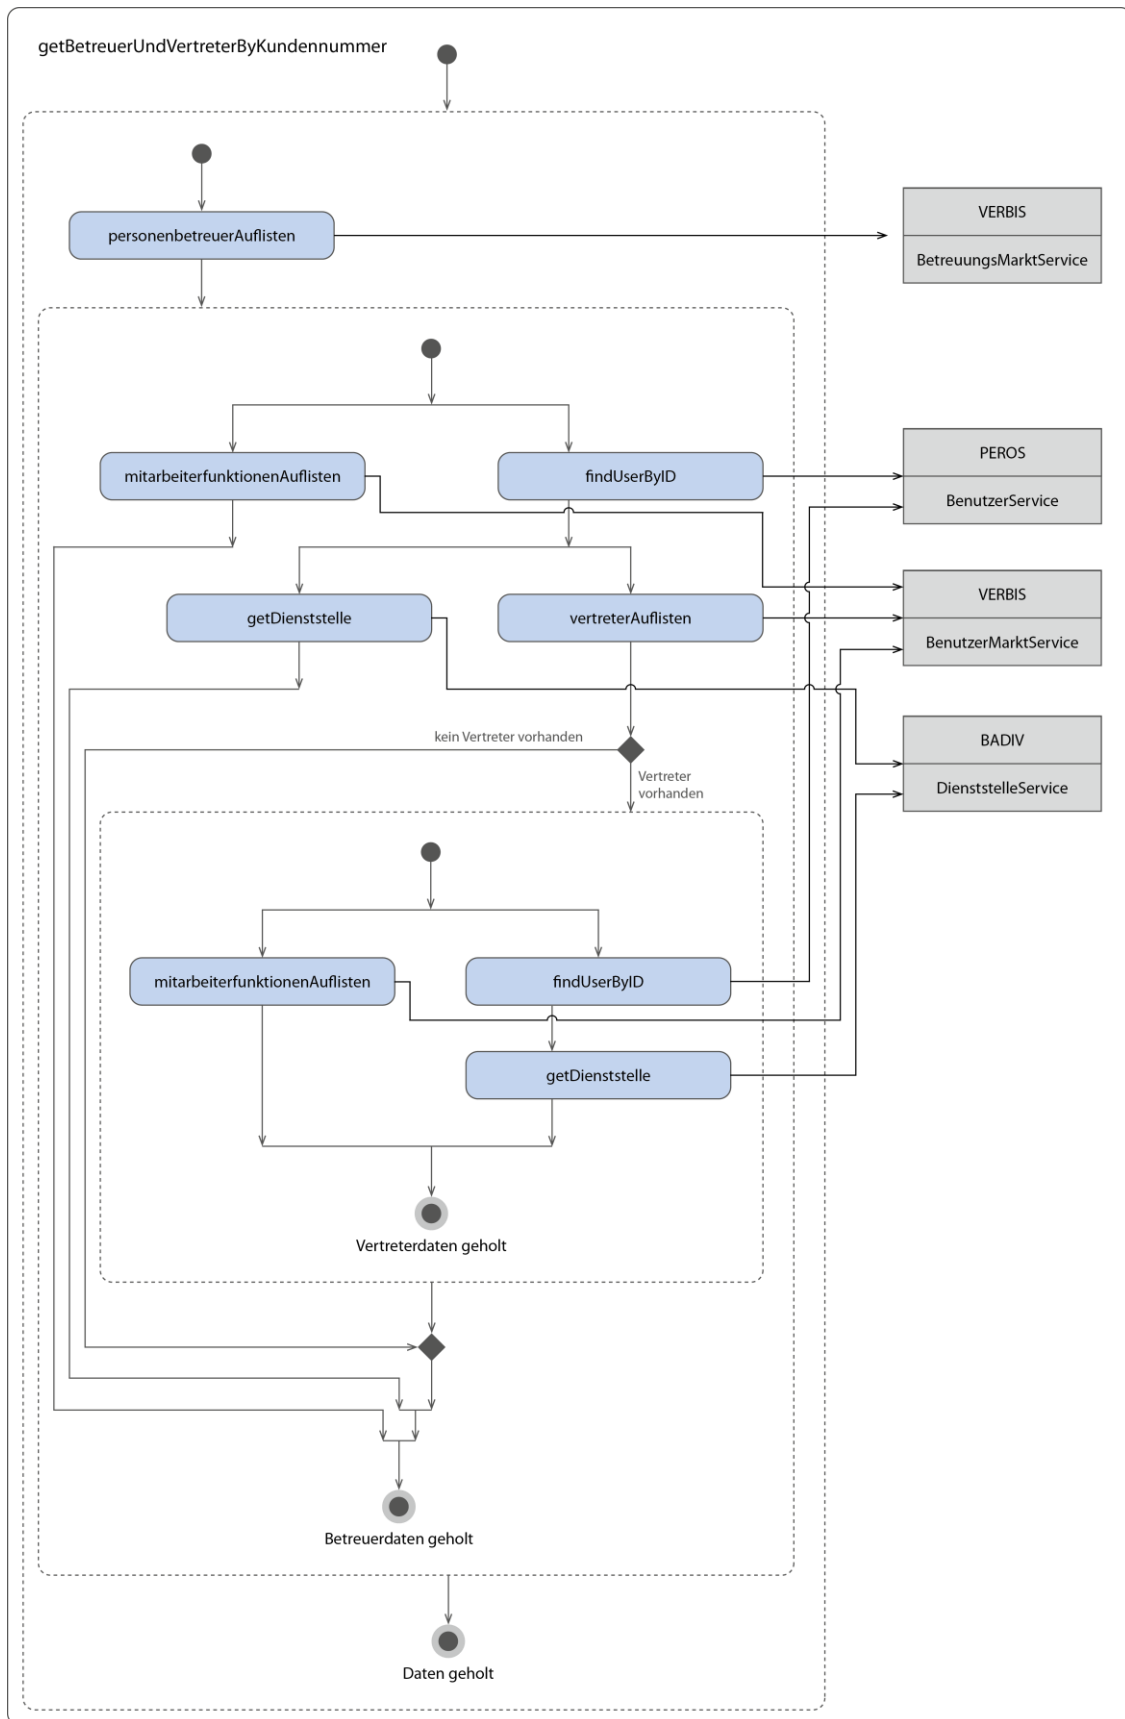 getBetreuerUndVertreterByKundennummer
personenbetreuerAuflisten
VERBIS
BetreuungsMarktService
mitarbeiterfunktionenAuflisten
findUserByID
PEROS
BenutzerService
getDienststelle
vertreterAuflisten
VERBIS
BenutzerMarktService
kein Vertreter vorhanden
Vertreter
vorhanden
BADIV
DienststelleService
mitarbeiterfunktionenAuflisten
findUserByID
getDienststelle
Vertreterdaten geholt
Betreuerdaten geholt
Daten geholt